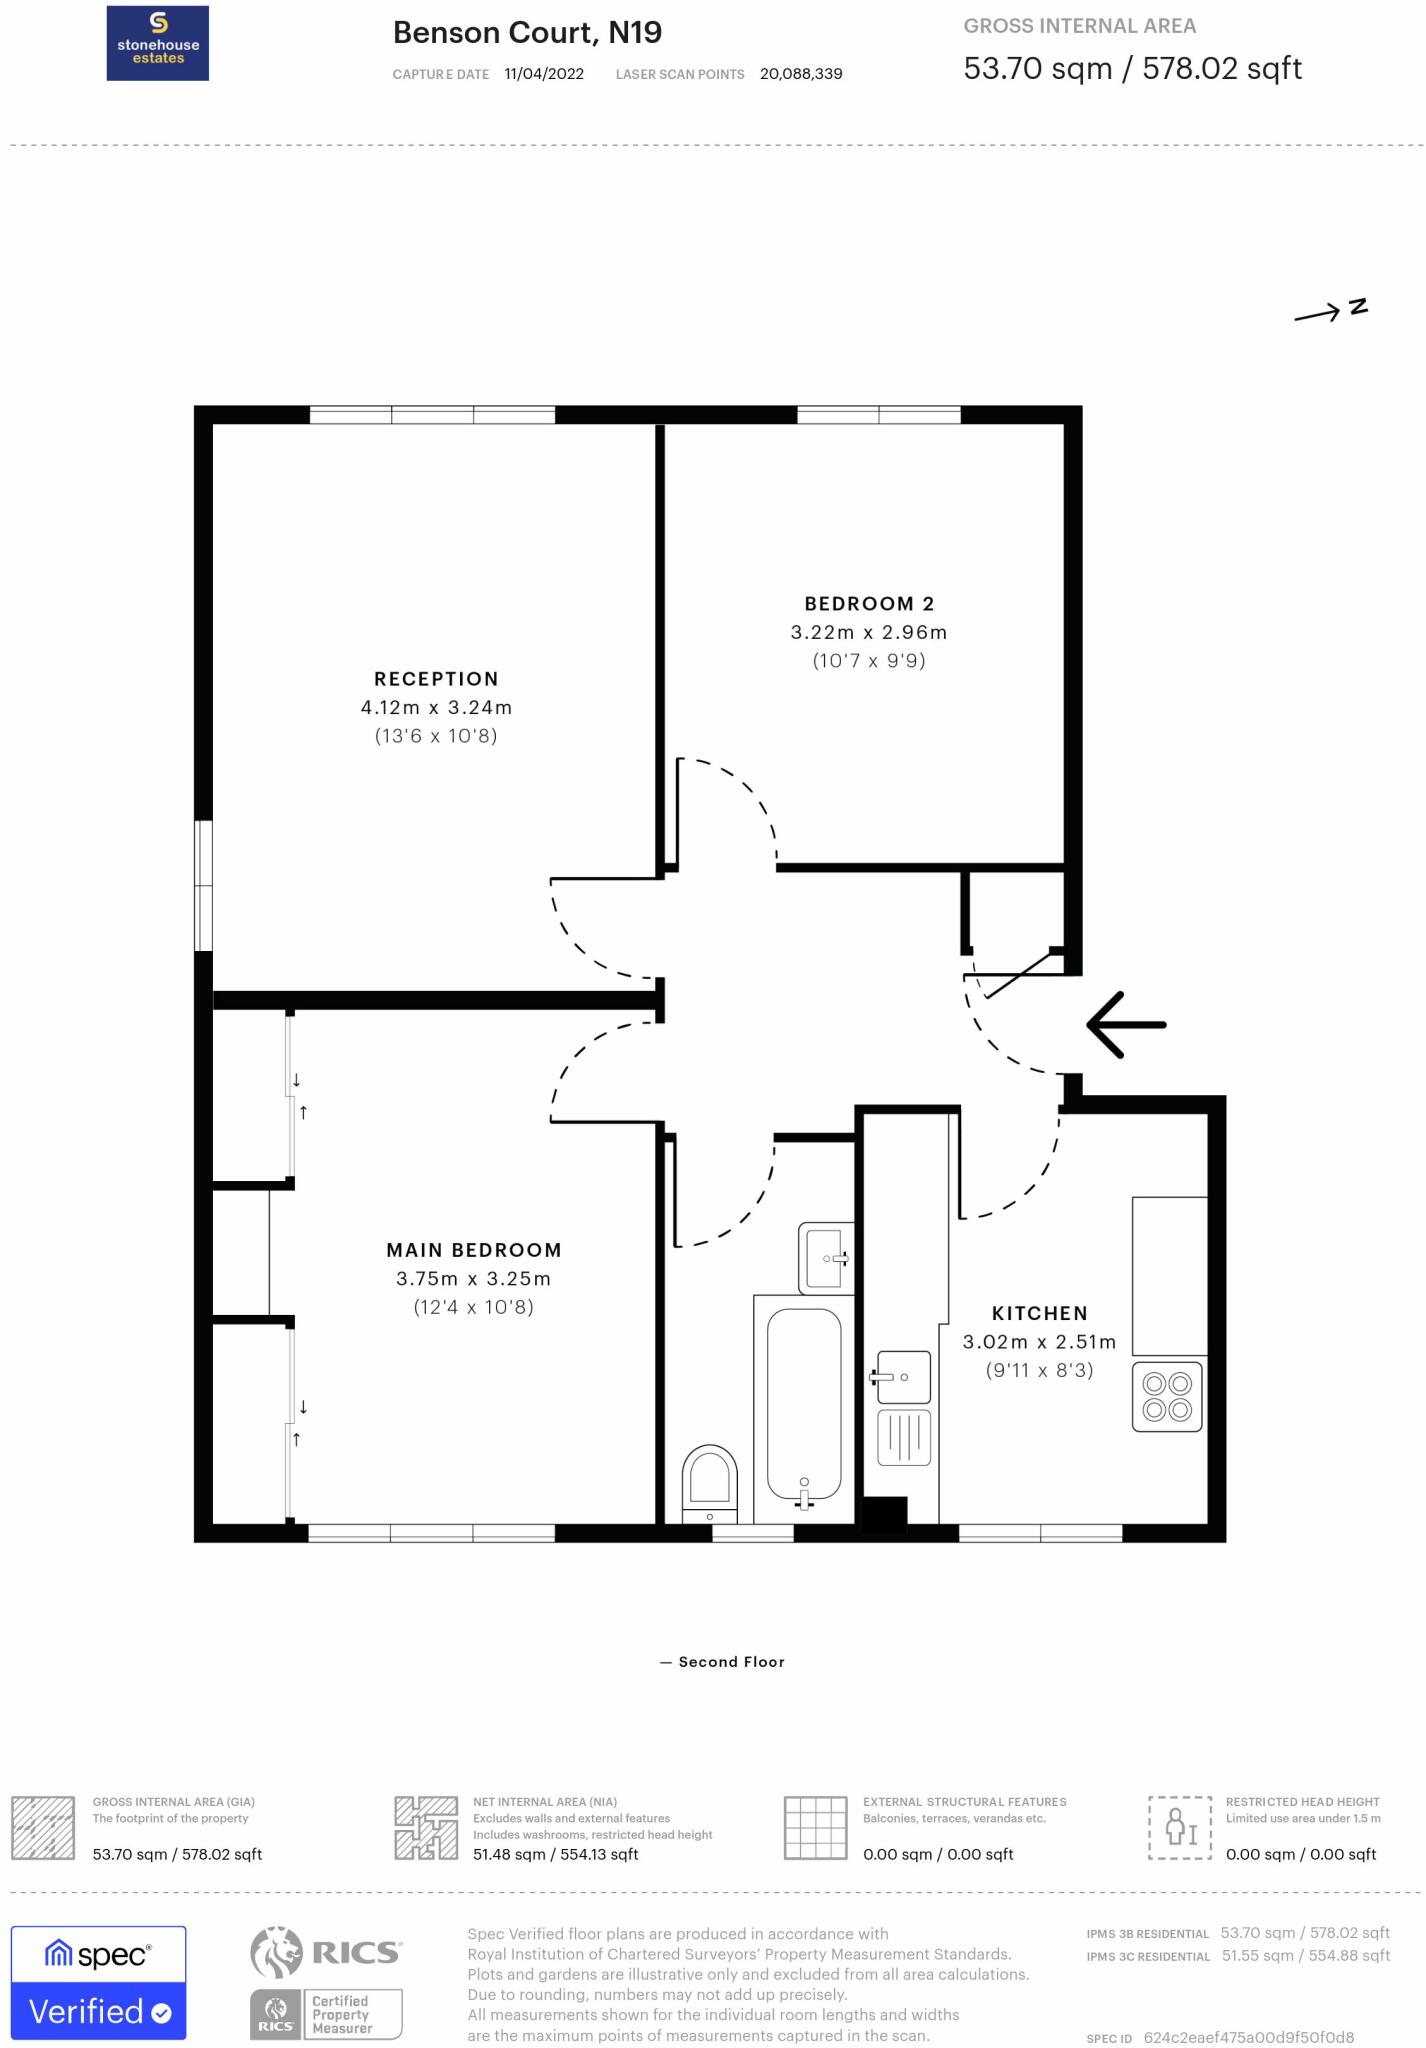 stonehouse
estates
Benson Court, N19
CAPTURE DATE 11/04/2022 LASER SCAN POINTS 20,088,339
GROSS INTERNAL AREA
53.70 sqm / 578.02 sqft
N
BEDROOM 2
3.22m x 2.96m
(10'7 x 9'9)
RECEPTION
4.12m x 3.24m
(13'6 x 10'8)
MAIN BEDROOM
3.75m x 3.25m
(12'4 x 10'8)
KITCHEN
3.02m x 2.51m
(9'11 x 8'3)
— Second Floor
GROSS INTERNAL AREA (GIA)
The footprint of the property
53.70 sqm / 578.02 sqft
NET INTERNAL AREA (NIA)
Excludes walls and external features
Includes washrooms, restricted head height
51.48 sqm / 554.13 sqft
EXTERNAL STRUCTURAL FEATURES
Balconies, terraces, verandas etc.
0.00 sqm / 0.00 sqft
RESTRICTED HEAD HEIGHT
Limited use area under 1.5 m
0.00 sqm / 0.00 sqft
spec®
Verified
RICS®
RICS®
Certified
Property
Measurer
Spec Verified floor plans are produced in accordance with
Royal Institution of Chartered Surveyors' Property Measurement Standards.
Plots and gardens are illustrative only and excluded from all area calculations.
Due to rounding, numbers may not add up precisely.
All measurements shown for the individual room lengths and widths
are the maximum points of measurements captured in the scan.
IPMS 3B RESIDENTIAL 53.70 sqm / 578.02 sqft
IPMS 3C RESIDENTIAL 51.55 sqm / 554.88 sqft
SPEC ID 624c2eaef475a00d9f50f0d8